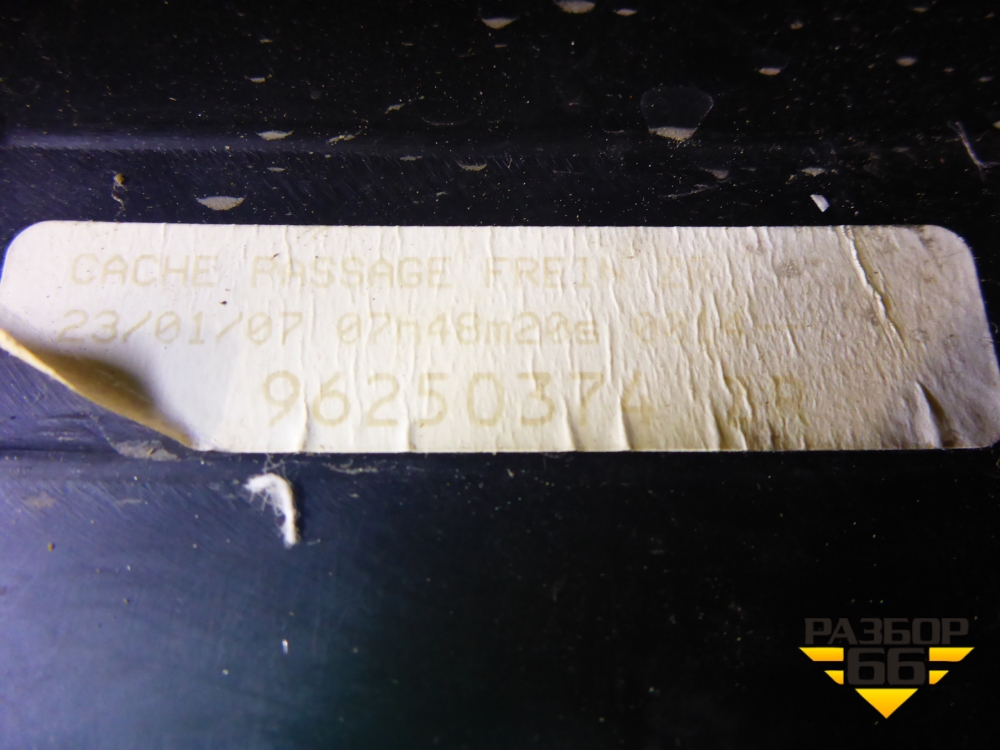 CACHE PASSAGE FREIN
23/01/07 07h48m20s
96250374
РАЗБОР
66